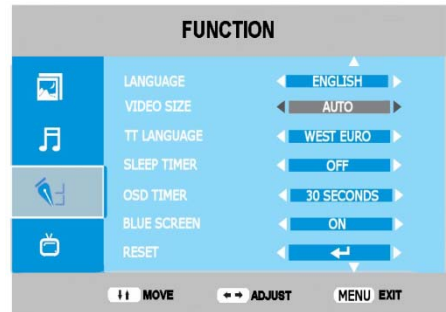 FUNCTION
LANGUAGE ENGLISH
VIDEO SIZE AUTO
TT LANGUAGE WEST EURO
SLEEP TIMER OFF
OSD TIMER 30 SECONDS
BLUE SCREEN ON
RESET
MOVE ADJUST MENU EXIT